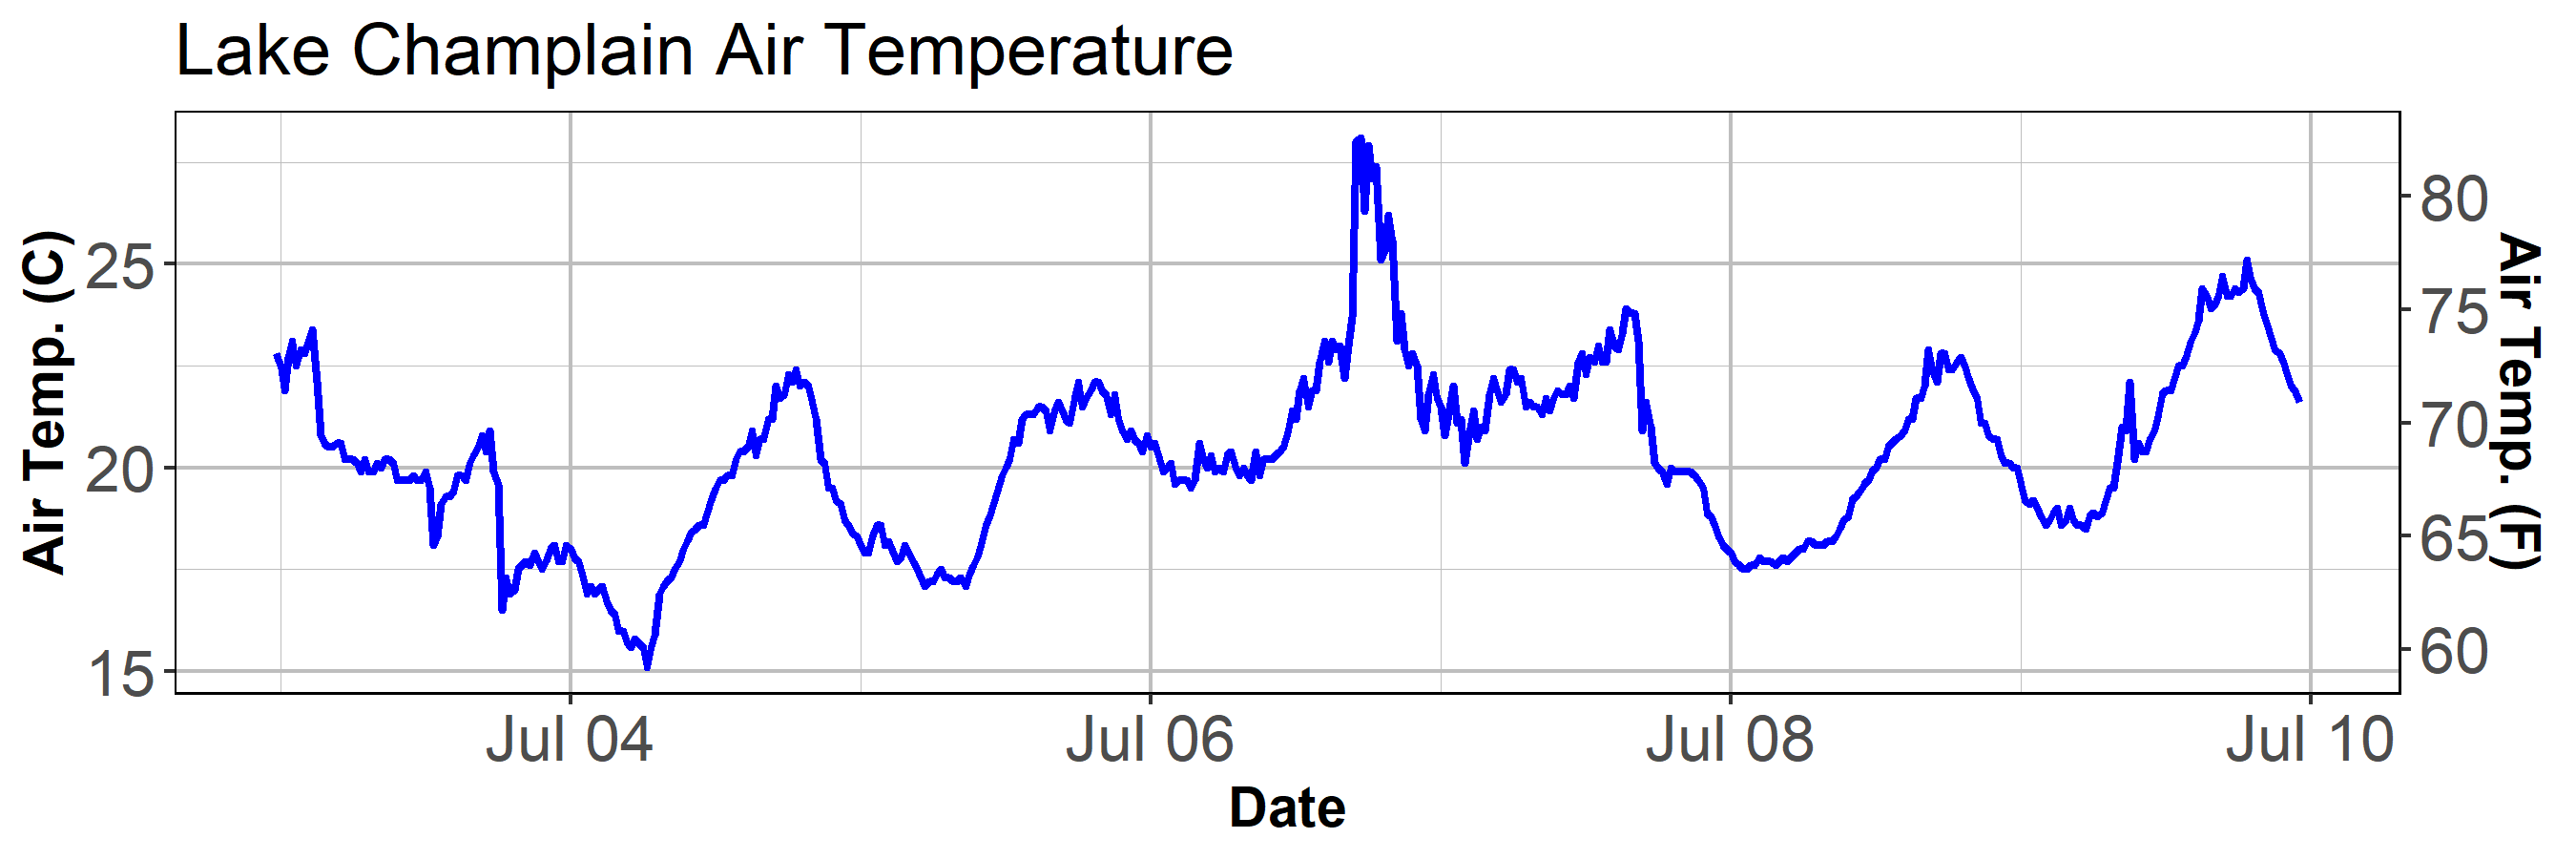 Lake Champlain Air Temperature
Air Temp. (C)
25
20
15
80
75
70
65
60
Air Temp. (F)
Jul 04 Jul 06 Jul 08 Jul 10
Date